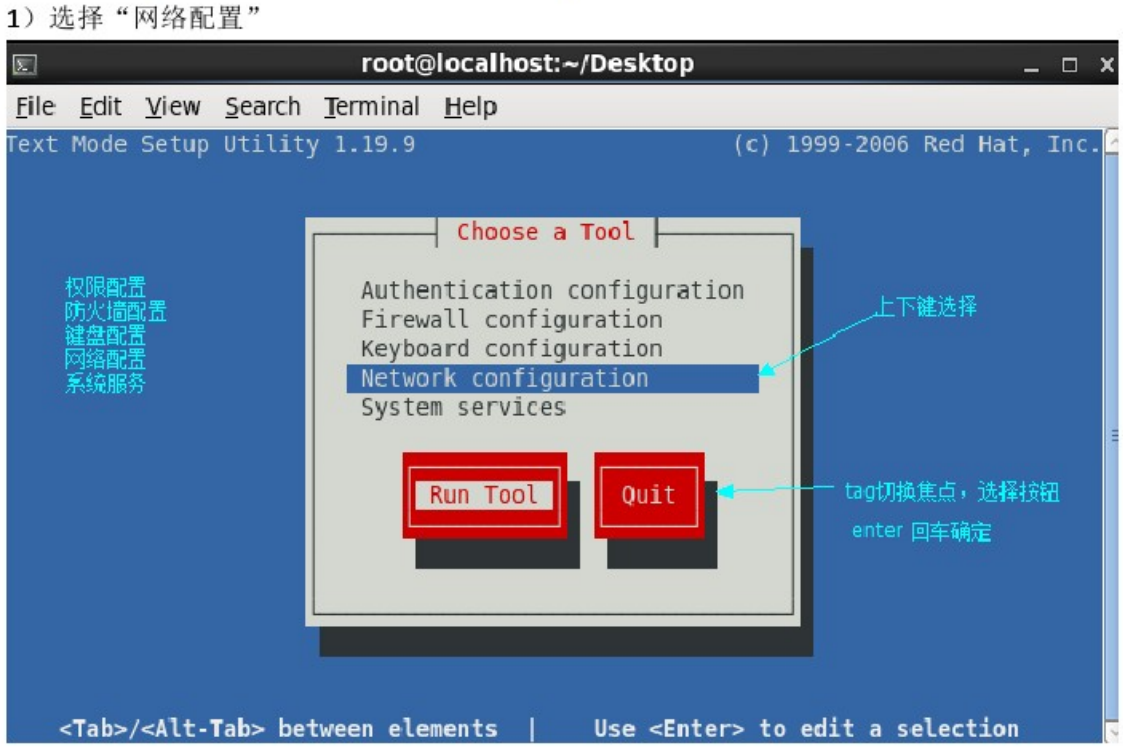 1）选择“网络配置”
root@localhost:~/Desktop
File Edit View Search Terminal Help
Text Mode Setup Utility 1.19.9 (c) 1999-2006 Red Hat, Inc.
Choose a Tool
权限配置
防火墙配置
键盘配置
网络配置
系统服务
Authentication configuration
Firewall configuration
Keyboard configuration
Network configuration
System services
上下键选择
Run Tool Quit
tag切换焦点，选择按钮
enter 回车确定
<Tab>/<Alt-Tab> between elements | Use <Enter> to edit a selection